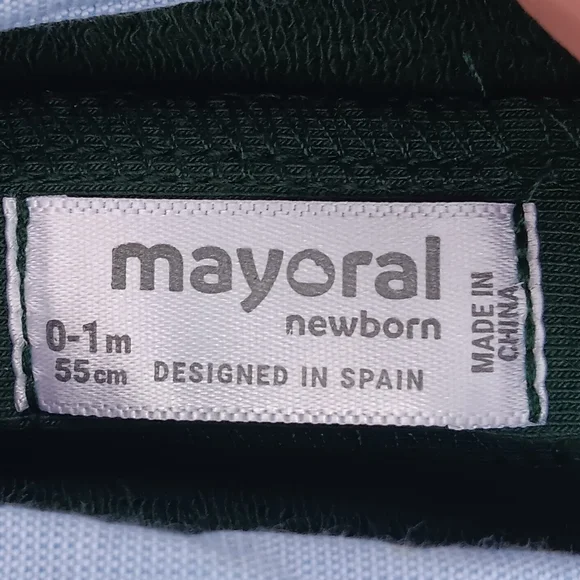 mayoral
newborn
0-1m
55cm
DESIGNED IN SPAIN
MADE IN
CHINA